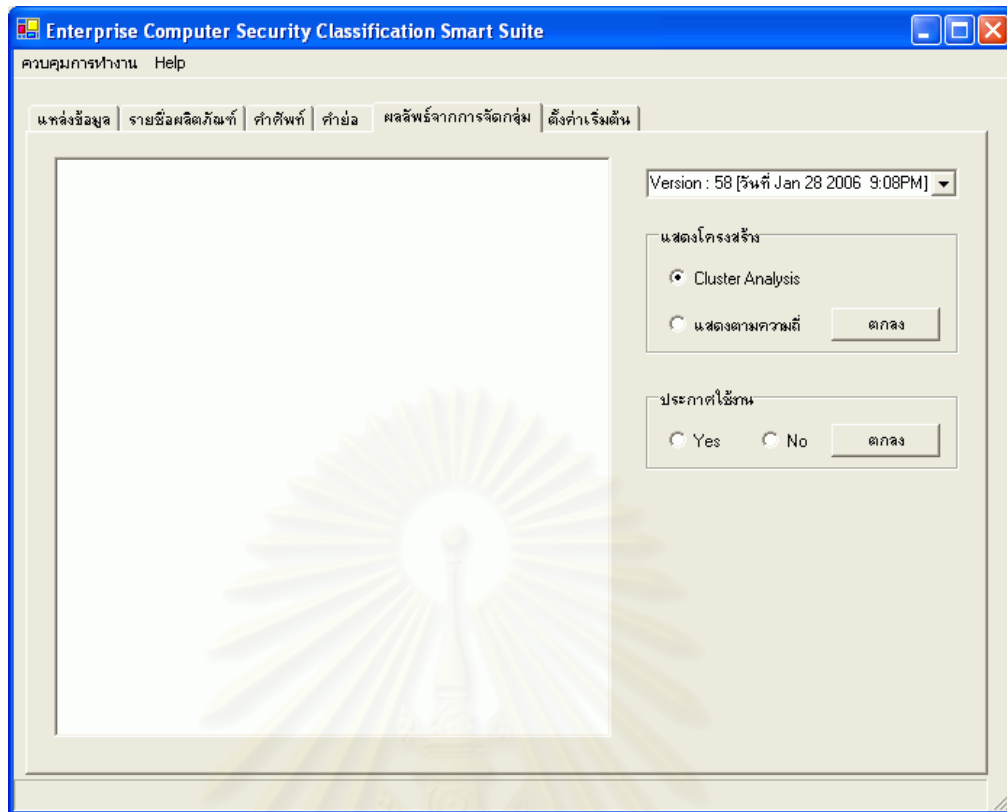 Enterprise Computer Security Classification Smart Suite
ควบคุมการทำงาน Help
แหล่งข้อมูล รายชื่อผลิตภัณฑ์ คำศัพท์ คำย่อ ผลลัพธ์จากการจัดกลุ่ม ตั้งค่าเริ่มต้น
Version : 58 [วันที่ Jan 28 2006 9:08PM]
แสดงโครงสร้าง
Cluster Analysis
แสดงตามความถี่ ตกลง
ประกาศใช้งาน
Yes No ตกลง